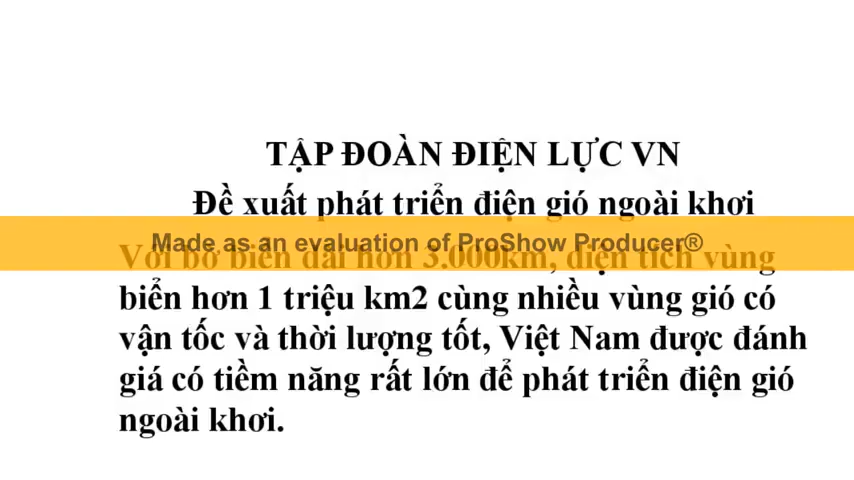 TẬP ĐOÀN ĐIỆN LỰC VN
Đề xuất phát triển điện gió ngoài khơi
Made as an evaluation of ProShow Producer®
Với bờ biển dài hơn 3.000km, diện tích vùng
biển hơn 1 triệu km2 cùng nhiều vùng gió có
vận tốc và thời lượng tốt, Việt Nam được đánh
giá có tiềm năng rất lớn để phát triển điện gió
ngoài khơi.